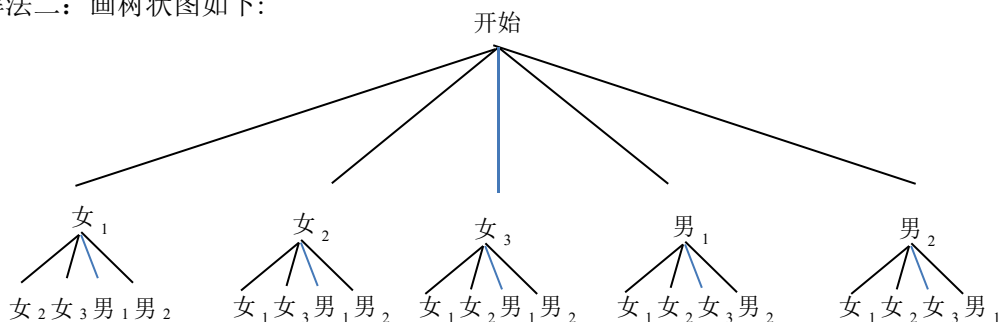 解法二：画树状图如下:
开始
女₁ 女₂ 女₃ 男₁ 男₂
女₂女₃男₁男₂ 女₁女₃男₁男₂ 女₁女₂男₁男₂ 女₁女₂女₃男₂ 女₁女₂女₃男₁